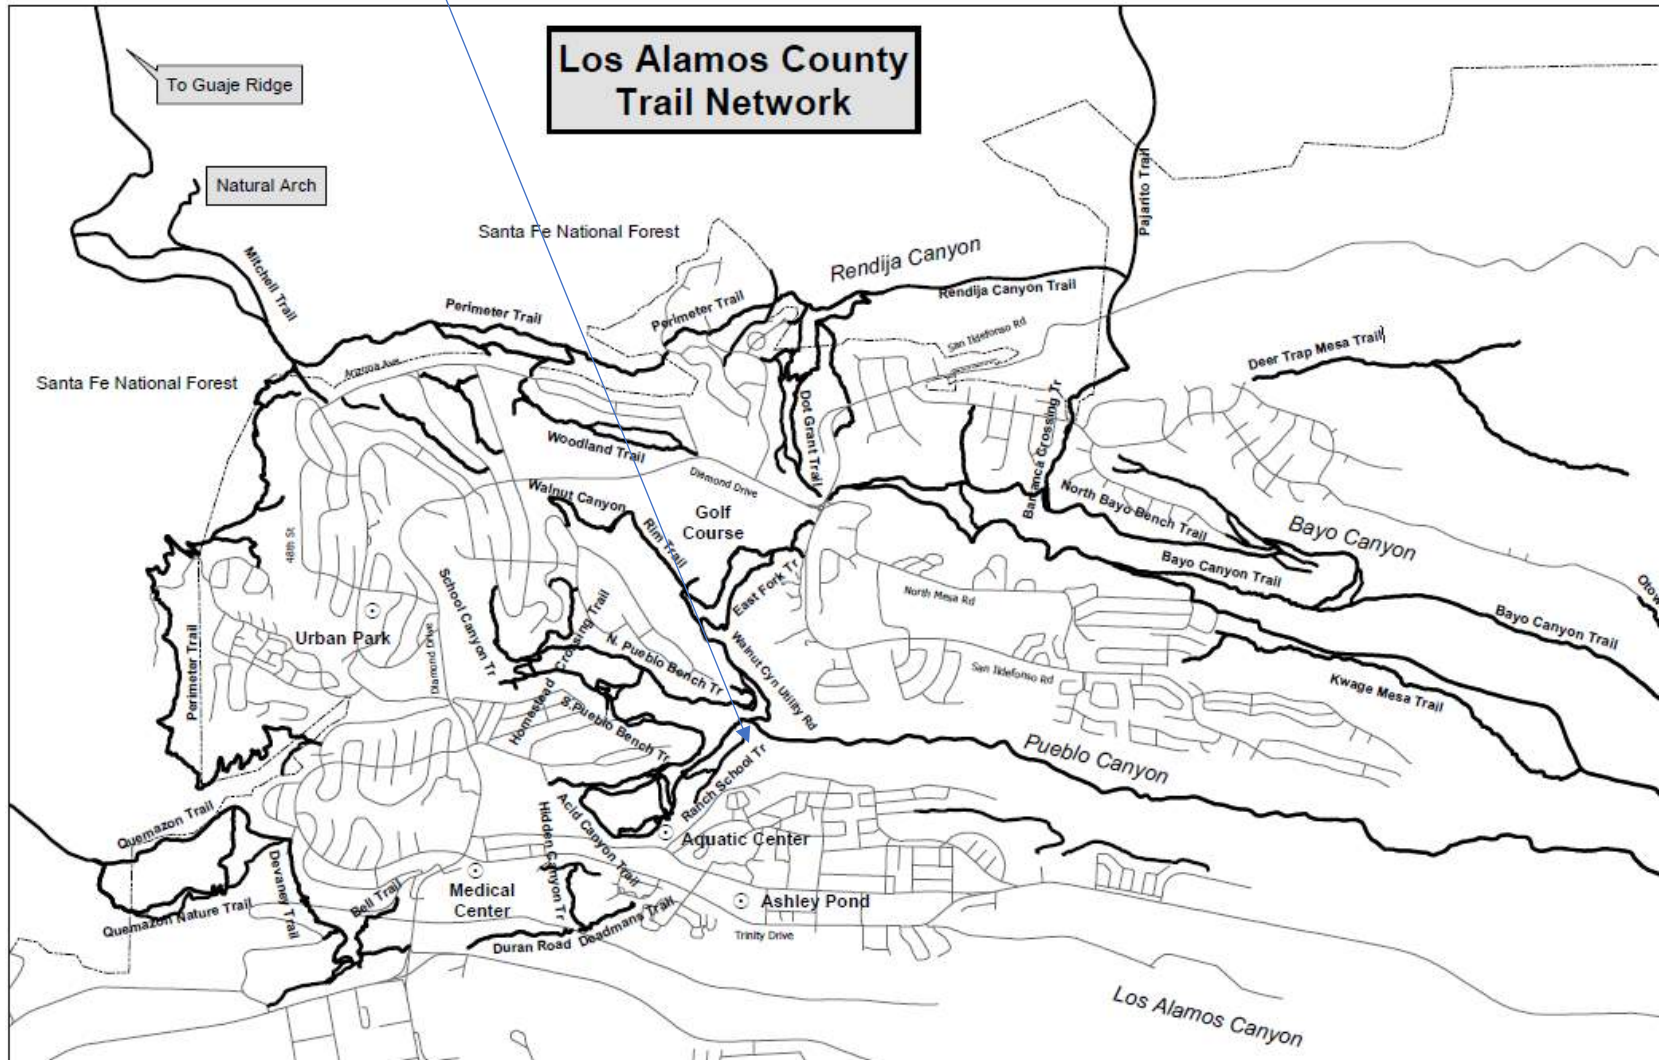 Los Alamos County
Trail Network
To Guaje Ridge
Natural Arch
Santa Fe National Forest
Rendija Canyon
Pajarito Trail
Mitchell Trail
Perimeter Trail
Perimeter Trail
Rendija Canyon Trail
San Ildefonso Rd
Deer Trap Mesa Trail
Santa Fe National Forest
Arizona Ave
Dot Grant Trail
Barranca Crossing Tr
Woodland Trail
Diamond Drive
Walnut Canyon
Rim Trail
Golf
Course
North Bayo Bench Trail
Bayo Canyon
48th St
School Canyon Tr
East Fork Tr
Bayo Canyon Trail
North Mesa Rd
Bayo Canyon Trail
Urban Park
Diamond Drive
Homestead Crossing Trail
N. Pueblo Bench Tr
Walnut Cyn Utility Rd
San Ildefonso Rd
Kwage Mesa Trail
Perimeter Trail
S.Pueblo Bench Tr
Pueblo Canyon
Ranch School Tr
Quemazon Trail
Acid Canyon Trail
Hidden Canyon Tr
Aquatic Center
Devaney Trail
Bell Trail
Medical
Center
Ashley Pond
Quemazon Nature Trail
Duran Road
Deadmans Trail
Trinity Drive
Los Alamos Canyon